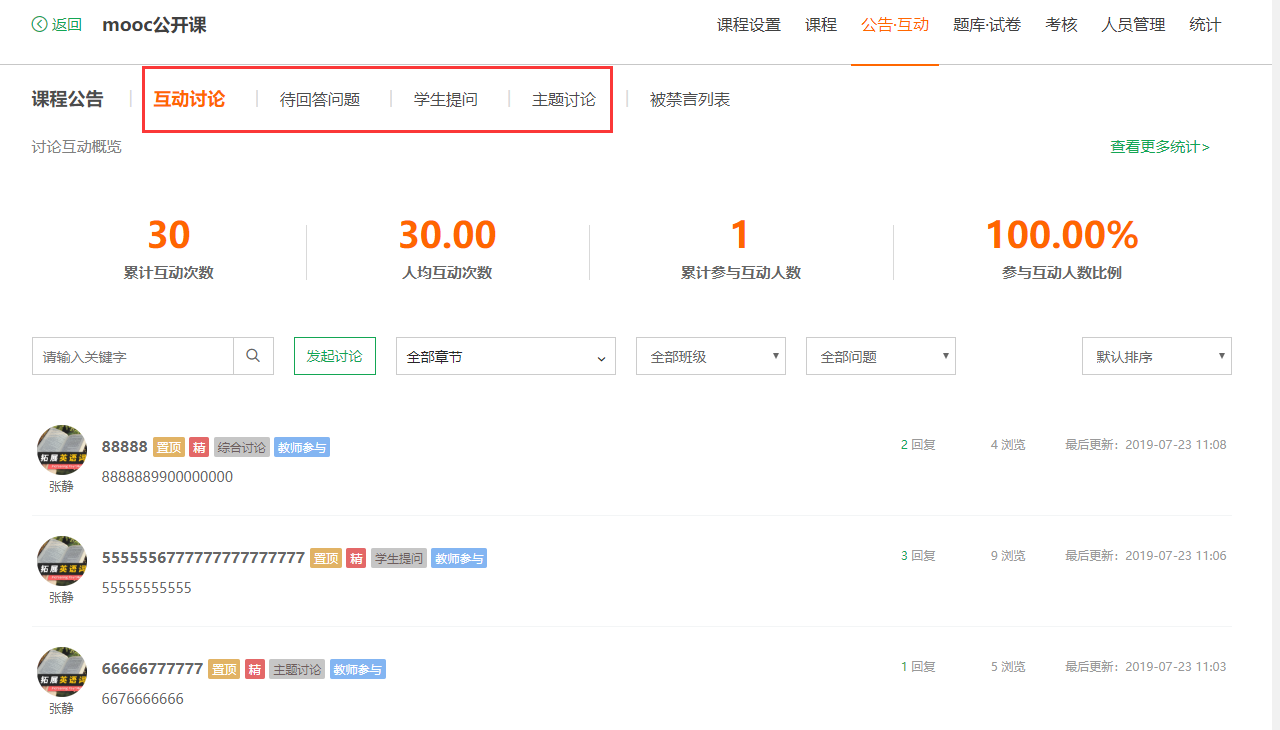 返回 mooc公开课 课程设置 课程 公告·互动 题库·试卷 考核 人员管理 统计
课程公告 互动讨论 待回答问题 学生提问 主题讨论 被禁言列表
讨论互动概览 查看更多统计>
30 30.00 1 100.00%
累计互动次数 人均互动次数 累计参与互动人数 参与互动人数比例
请输入关键字 发起讨论 全部章节 全部班级 全部问题 默认排序
88888 置顶 精 综合讨论 教师参与 2 回复 4 浏览 最后更新：2019-07-23 11:08
8888889900000000
张静
5555556777777777777777 置顶 精 学生提问 教师参与 3 回复 9 浏览 最后更新：2019-07-23 11:06
55555555555
张静
66666777777 置顶 精 主题讨论 教师参与 1 回复 5 浏览 最后更新：2019-07-23 11:03
6676666666
张静